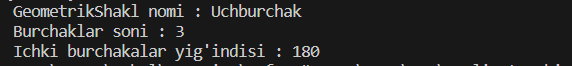 GeometrikShakl nomi : Uchburchak
Burchaklar soni : 3
Ichki burchakalar yig'indisi : 180